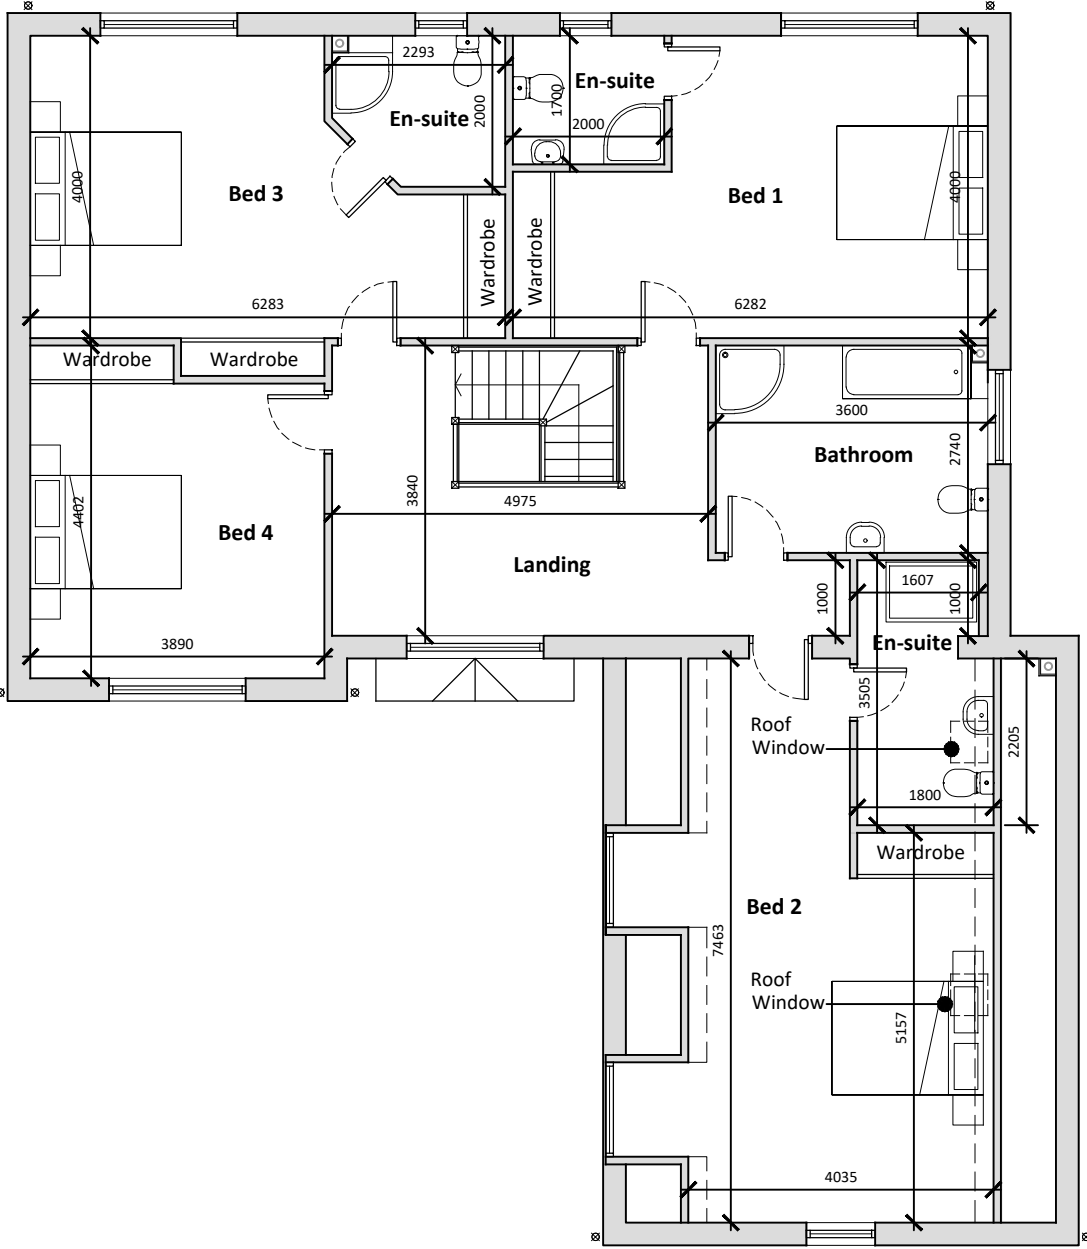 2293
En-suite
2000
En-suite
1700
2000
Bed 3
4000
Bed 1
4000
Wardrobe
Wardrobe
6283
6282
Wardrobe
Wardrobe
3600
Bathroom
2740
3840
4975
4402
Bed 4
Landing
1000
1607
1000
En-suite
3890
3505
Roof
Window
2205
1800
Wardrobe
Bed 2
7463
Roof
Window
5157
4035